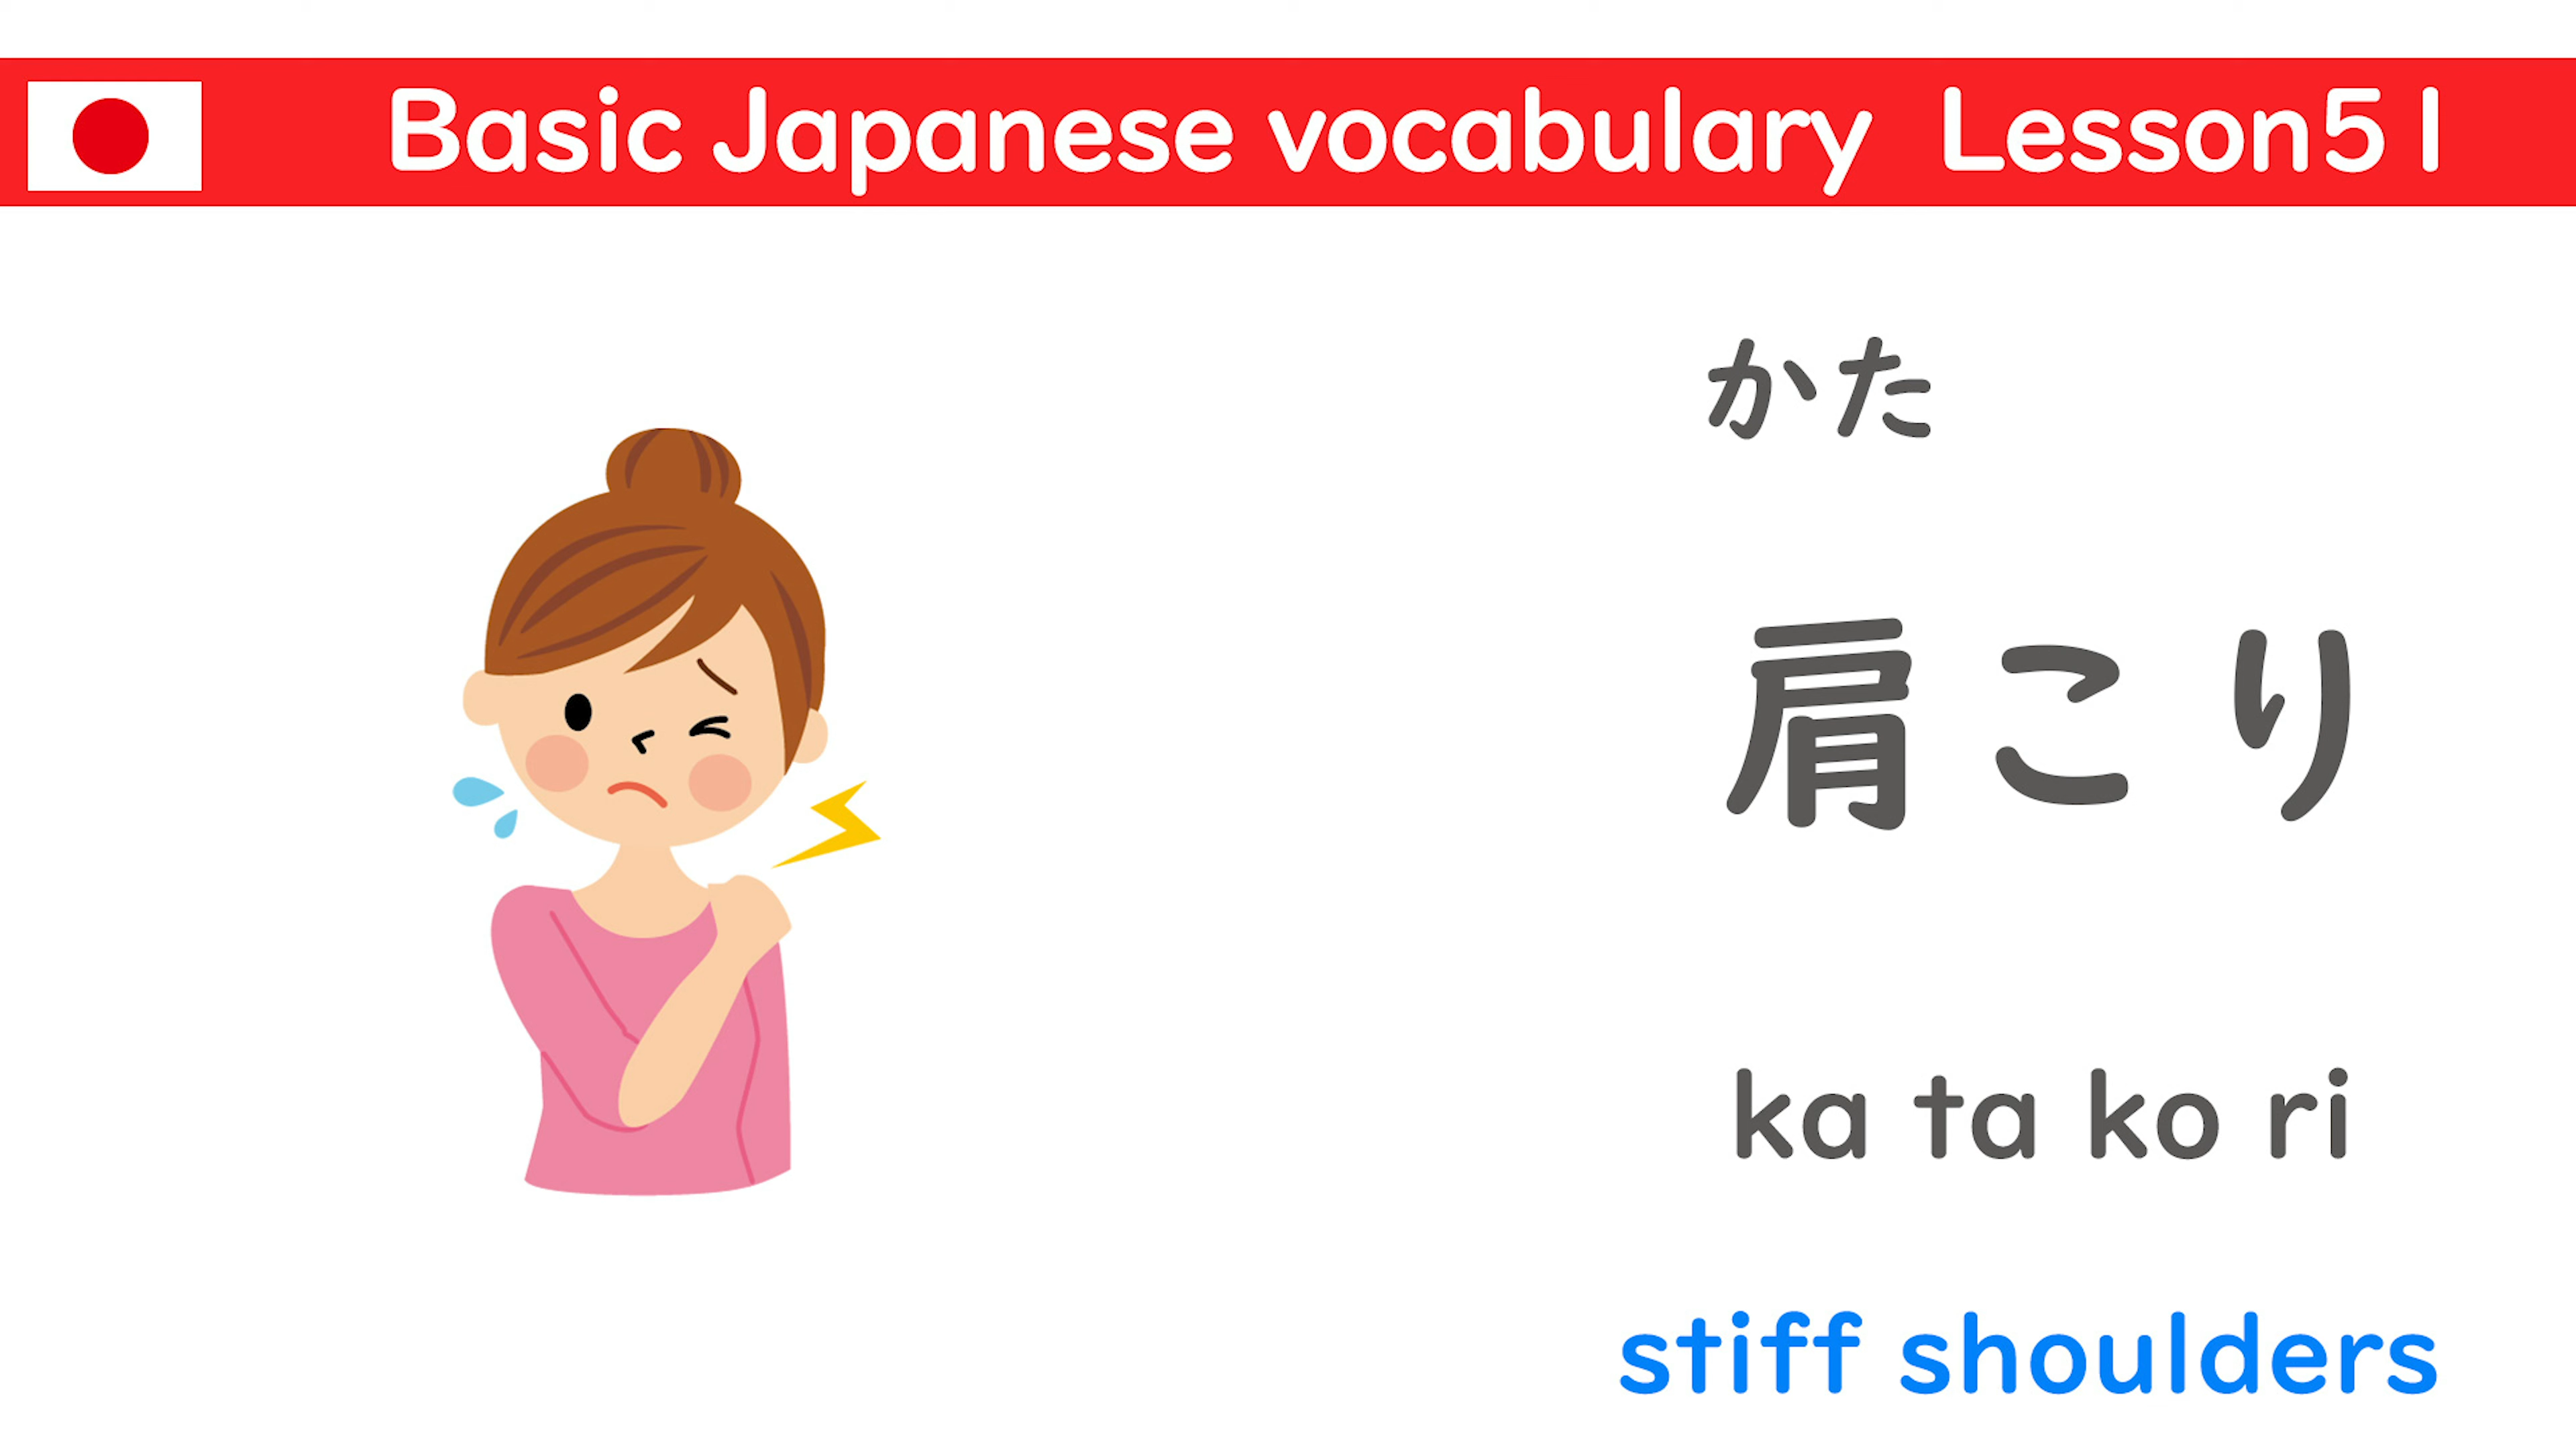 Basic Japanese vocabulary Lesson51
かた
肩こり
ka ta ko ri
stiff shoulders